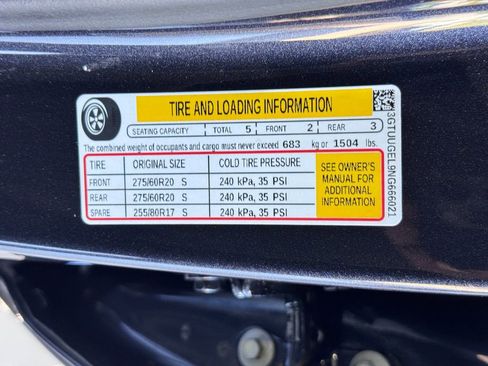 TIRE AND LOADING INFORMATION
SEATING CAPACITY TOTAL 5 FRONT 2 REAR 3
The combined weight of occupants and cargo must never exceed 683 kg or 1504 lbs.
TIRE ORIGINAL SIZE COLD TIRE PRESSURE
FRONT 275/60R20 S 240 kPa, 35 PSI
REAR 275/60R20 S 240 kPa, 35 PSI
SPARE 255/80R17 S 240 kPa, 35 PSI
SEE OWNER'S
MANUAL FOR
ADDITIONAL
INFORMATION
3GTUUGEL9NG666021